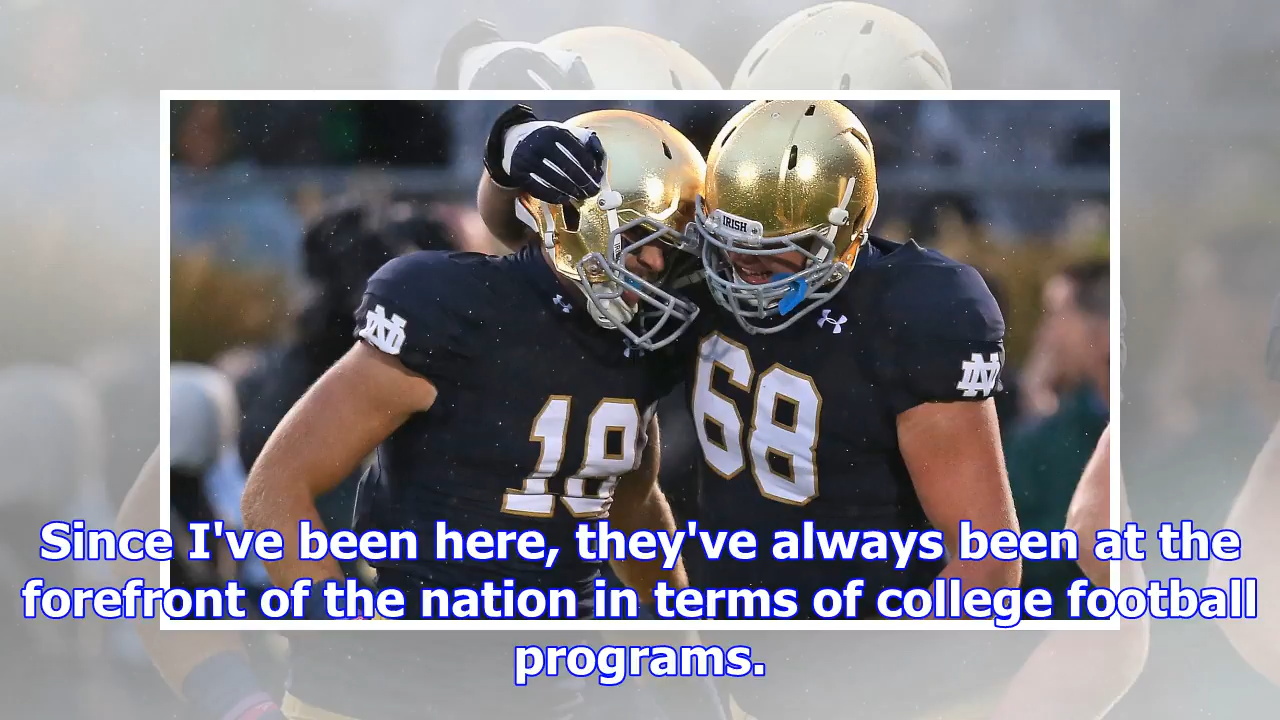 IRISH
ND
18
68
ND
Since I've been here, they've always been at the
forefront of the nation in terms of college football
programs.